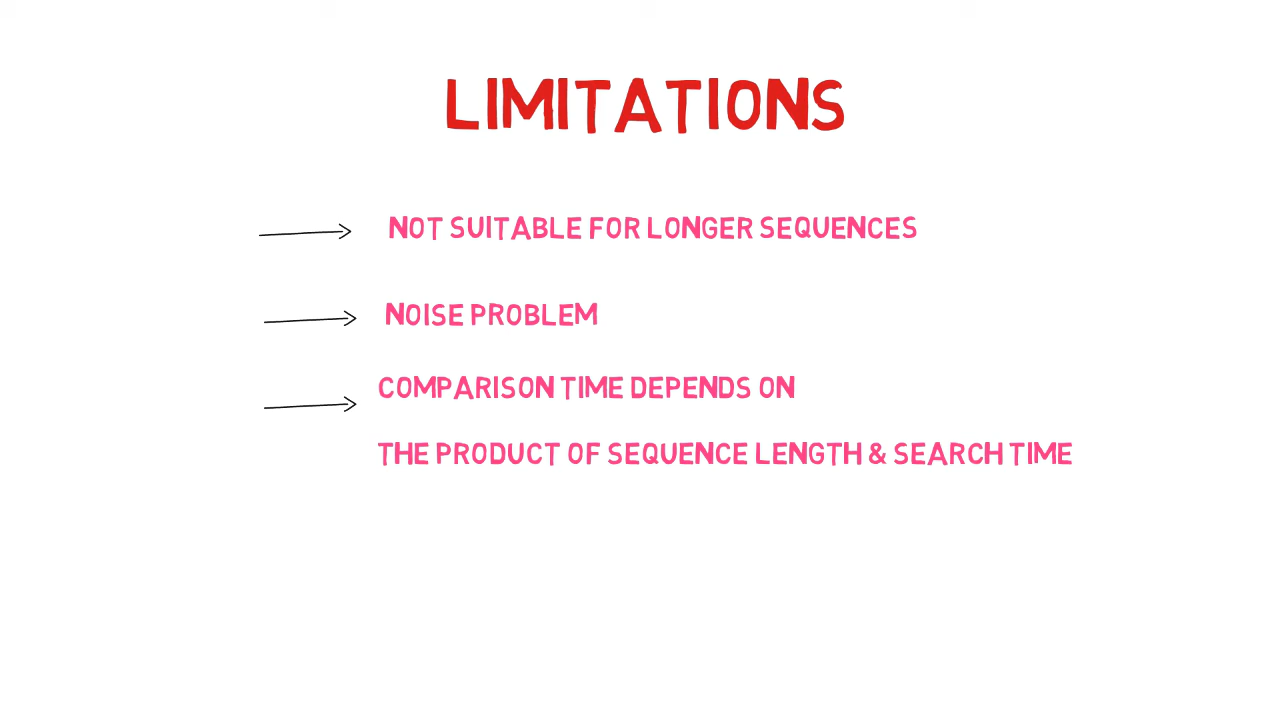 LIMITATIONS
NOT SUITABLE FOR LONGER SEQUENCES
NOISE PROBLEM
COMPARISON TIME DEPENDS ON
THE PRODUCT OF SEQUENCE LENGTH & SEARCH TIME